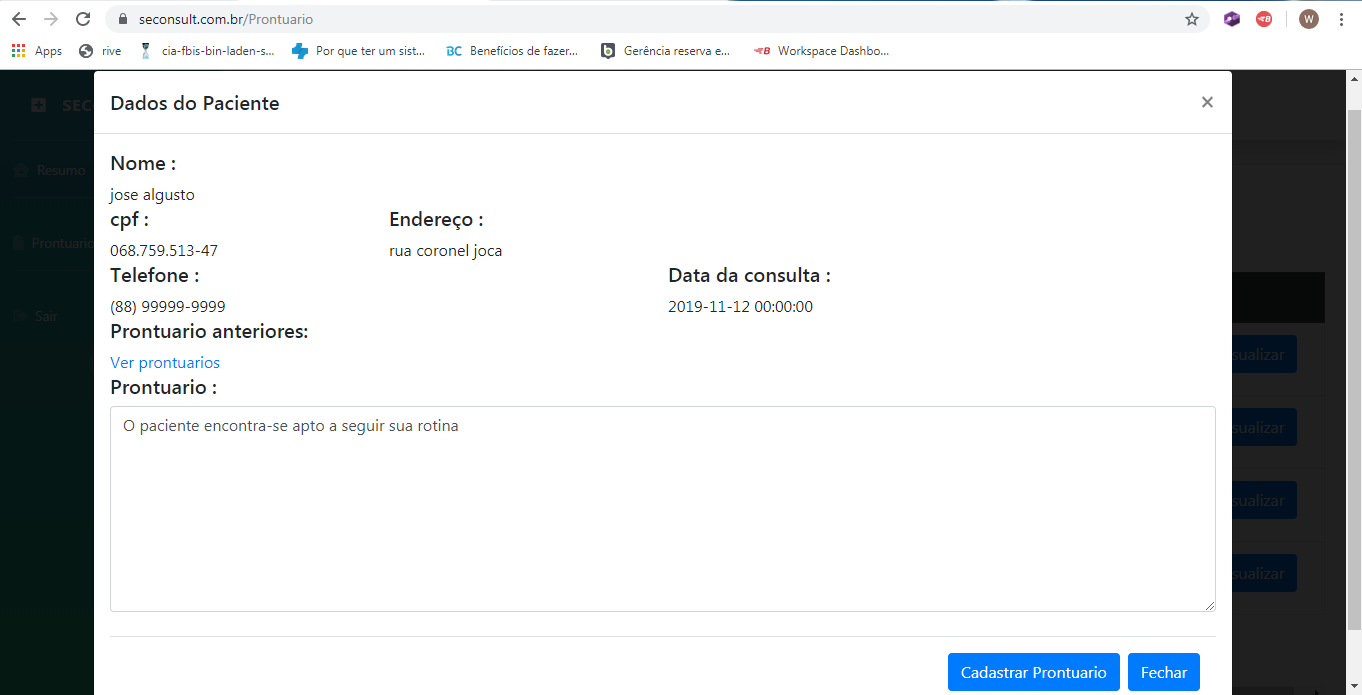 seconsult.com.br/Prontuario
W
Apps rive cia-fbis-bin-laden-s... Por que ter um sist... BC Benefícios de fazer... Gerência reserva e... Workspace Dashbo...
SEC
Dados do Paciente ×
Nome :
Resumo
jose algusto
cpf : Endereço :
Prontuario
068.759.513-47 rua coronel joca
Telefone : Data da consulta :
(88) 99999-9999 2019-11-12 00:00:00
Sair
Prontuario anteriores:
Ver prontuarios
sualizar
Prontuario :
O paciente encontra-se apto a seguir sua rotina
sualizar
sualizar
sualizar
Cadastrar Prontuario Fechar